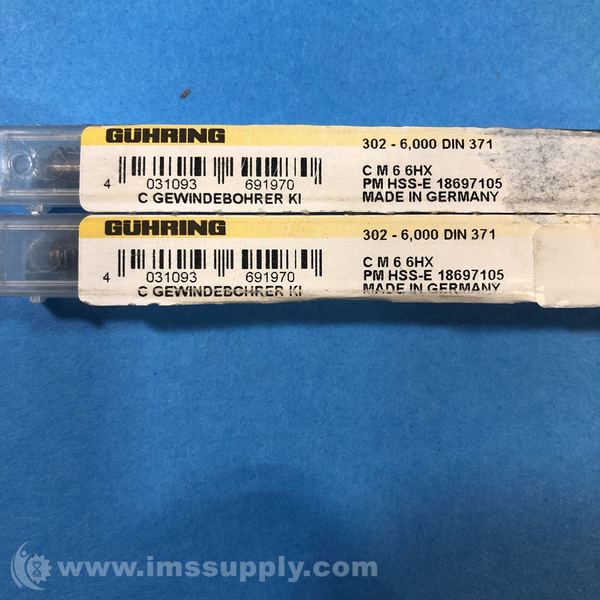 GÜHRING
302 - 6,000 DIN 371
C M 6 6HX
PM HSS-E 18697105
MADE IN GERMANY
4 031093 691970
C GEWINDEBOHRER KI
GÜHRING
302 - 6,000 DIN 371
C M 6 6HX
PM HSS-E 18697105
MADE IN GERMANY
4 031093 691970
C GEWINDEBOHRER KI
www.imssupply.com